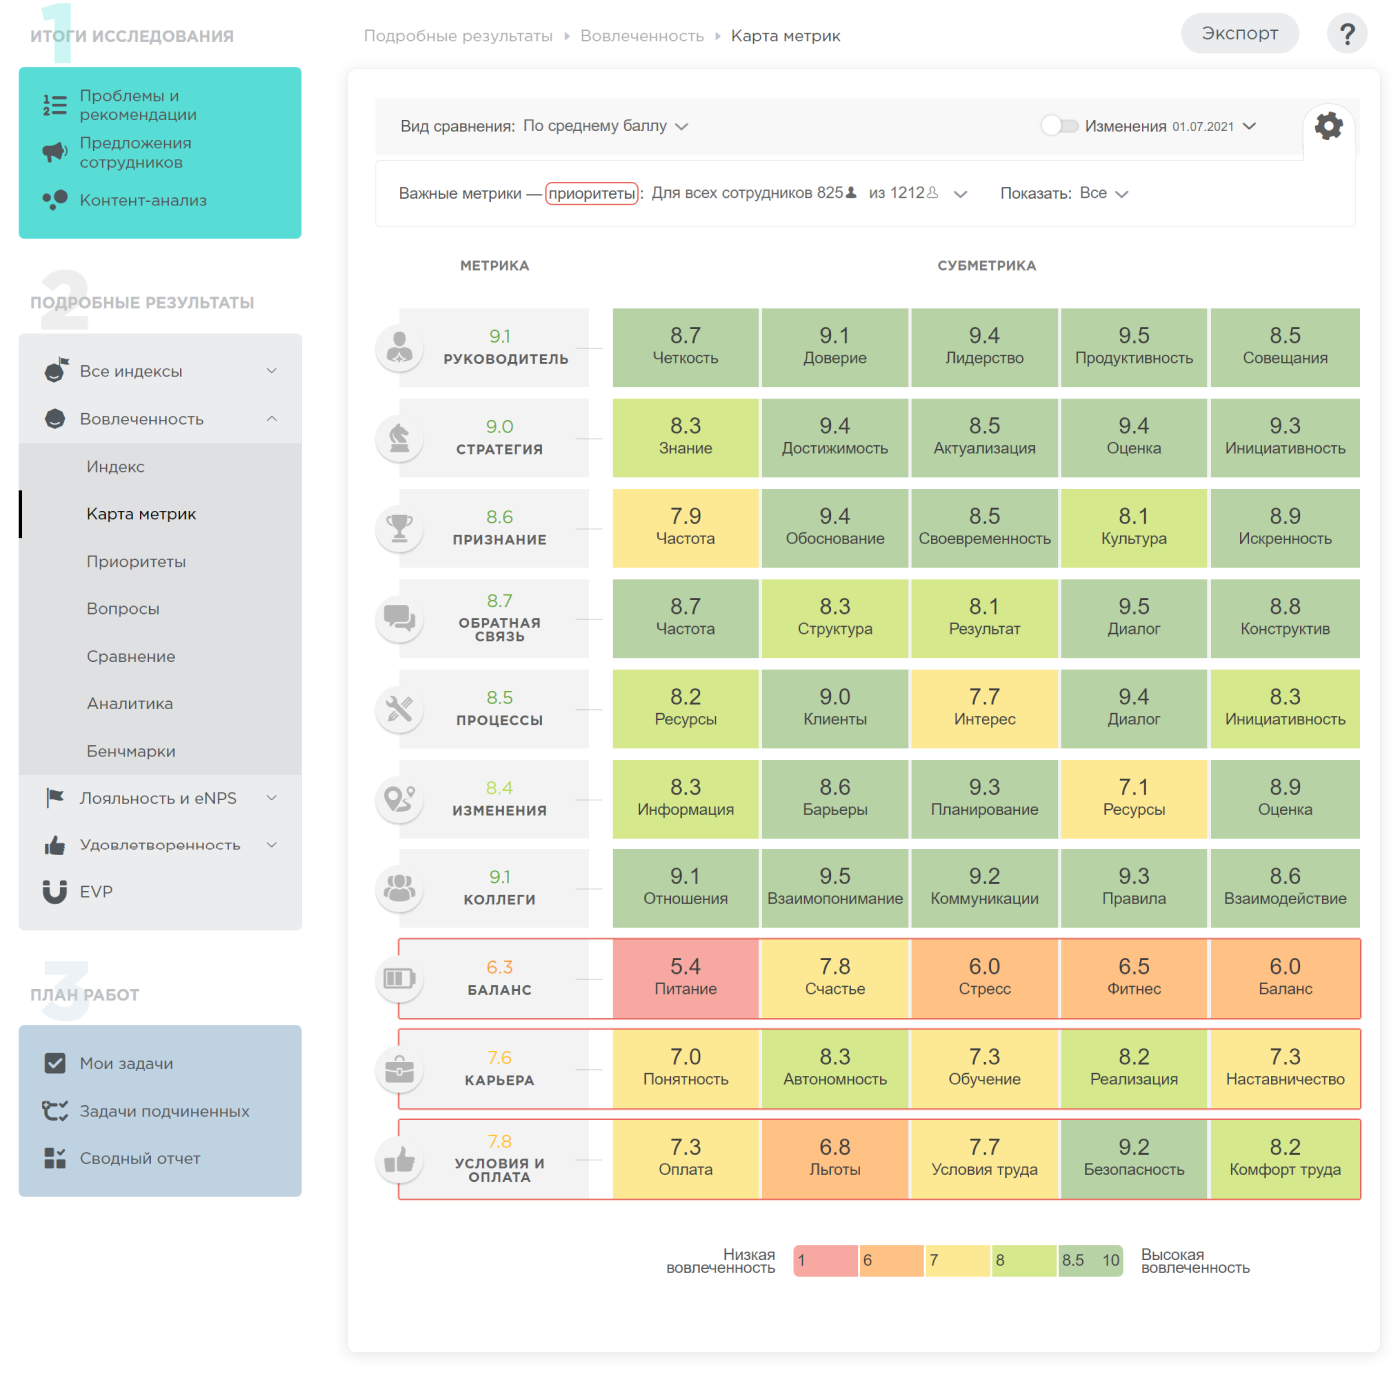 1
ИТОГИ ИССЛЕДОВАНИЯ
Проблемы и
рекомендации
Предложения
сотрудников
Контент-анализ
2
ПОДРОБНЫЕ РЕЗУЛЬТАТЫ
Все индексы
Вовлеченность
Индекс
Карта метрик
Приоритеты
Вопросы
Сравнение
Аналитика
Бенчмарки
Лояльность и eNPS
Удовлетворенность
EVP
3
ПЛАН РАБОТ
Мои задачи
Задачи подчиненных
Сводный отчет
Подробные результаты Вовлеченность Карта метрик
Экспорт ?
Вид сравнения: По среднему баллу Изменения 01.07.2021
Важные метрики — приоритеты: Для всех сотрудников 825 из 1212 Показать: Все
МЕТРИКА СУБМЕТРИКА
9.1 8.7 9.1 9.4 9.5 8.5
РУКОВОДИТЕЛЬ Четкость Доверие Лидерство Продуктивность Совещания
9.0 8.3 9.4 8.5 9.4 9.3
СТРАТЕГИЯ Знание Достижимость Актуализация Оценка Инициативность
8.6 7.9 9.4 8.5 8.1 8.9
ПРИЗНАНИЕ Частота Обоснование Своевременность Культура Искренность
8.7 8.7 8.3 8.1 9.5 8.8
ОБРАТНАЯ
СВЯЗЬ Частота Структура Результат Диалог Конструктив
8.5 8.2 9.0 7.7 9.4 8.3
ПРОЦЕССЫ Ресурсы Клиенты Интерес Диалог Инициативность
8.4 8.3 8.6 9.3 7.1 8.9
ИЗМЕНЕНИЯ Информация Барьеры Планирование Ресурсы Оценка
9.1 9.1 9.5 9.2 9.3 8.6
КОЛЛЕГИ Отношения Взаимопонимание Коммуникации Правила Взаимодействие
6.3 5.4 7.8 6.0 6.5 6.0
БАЛАНС Питание Счастье Стресс Фитнес Баланс
7.6 7.0 8.3 7.3 8.2 7.3
КАРЬЕРА Понятность Автономность Обучение Реализация Наставничество
7.8 7.3 6.8 7.7 9.2 8.2
УСЛОВИЯ И
ОПЛАТА Оплата Льготы Условия труда Безопасность Комфорт труда
Низкая
вовлеченность
1 6 7 8 8.5 10
Высокая
вовлеченность